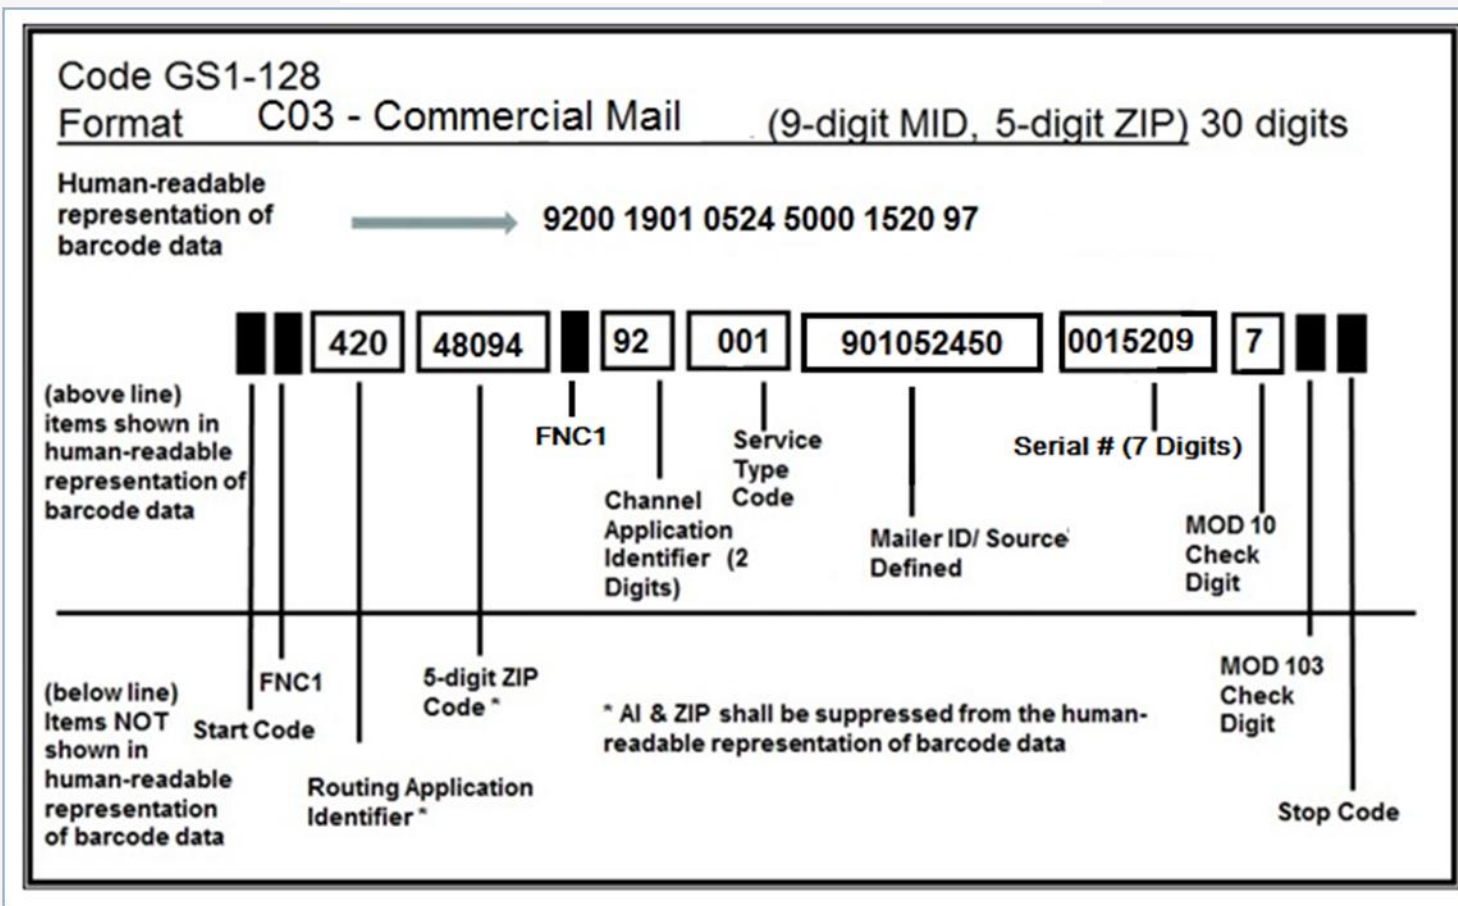 Code GS1-128
Format C03 - Commercial Mail (9-digit MID, 5-digit ZIP) 30 digits
Human-readable
representation of
barcode data
9200 1901 0524 5000 1520 97
420 48094 92 001 901052450 0015209 7
(above line)
items shown in
human-readable
representation of
barcode data
FNC1
Channel
Application
Identifier (2
Digits)
Service
Type
Code
Mailer ID/ Source
Defined
Serial # (7 Digits)
MOD 10
Check
Digit
(below line)
Items NOT
shown in
human-readable
representation
of barcode data
Start Code
FNC1
Routing Application
Identifier *
5-digit ZIP
Code *
* AI & ZIP shall be suppressed from the human-
readable representation of barcode data
MOD 103
Check
Digit
Stop Code